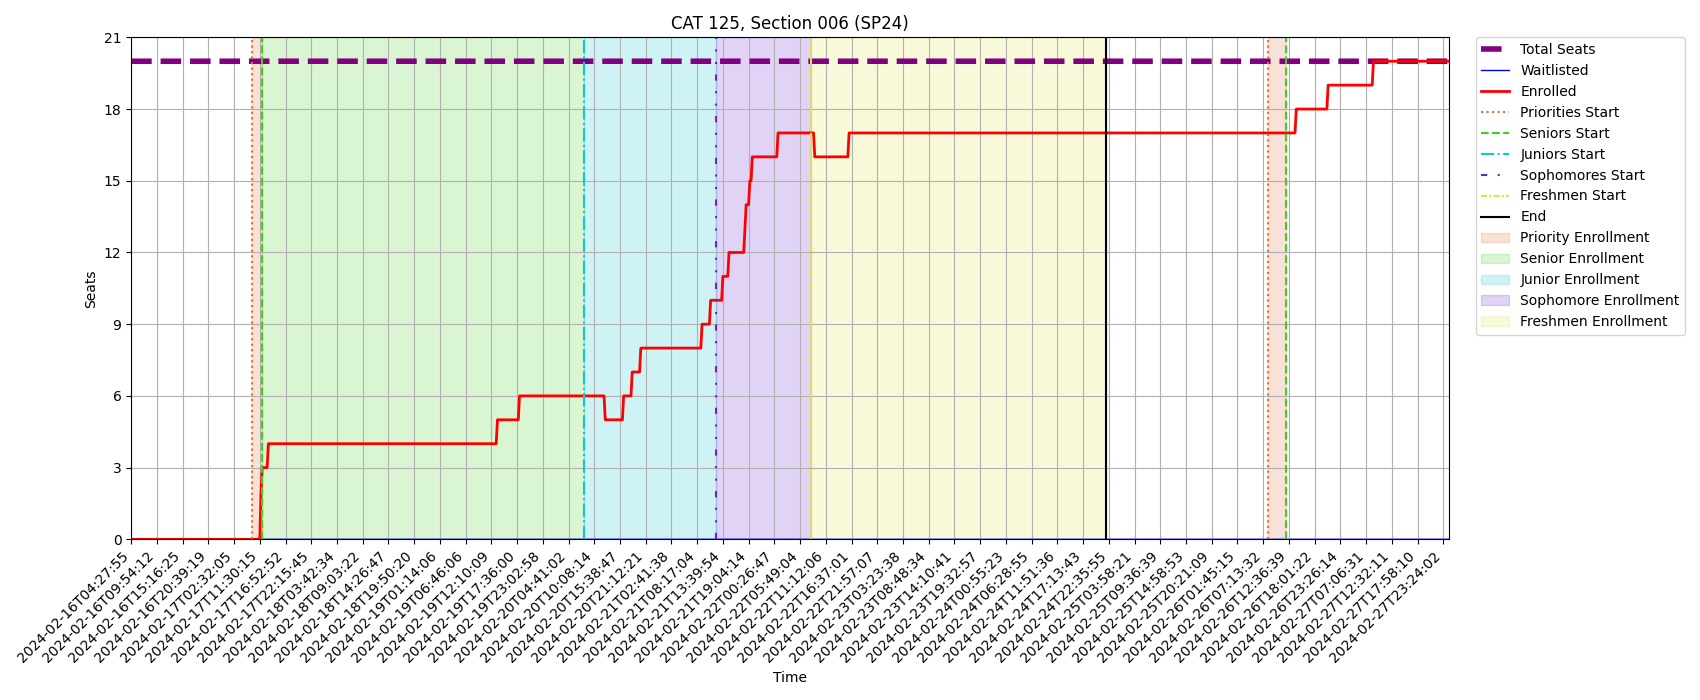 CAT 125, Section 006 (SP24)
21
18
15
12
9
6
3
0
Seats
2024-02-16T04:27:55
2024-02-16T09:54:12
2024-02-16T15:16:25
2024-02-16T20:39:19
2024-02-17T02:32:05
2024-02-17T11:30:15
2024-02-17T16:52:52
2024-02-17T22:15:45
2024-02-18T03:42:34
2024-02-18T09:03:22
2024-02-18T14:26:47
2024-02-18T19:50:20
2024-02-19T01:14:06
2024-02-19T06:46:06
2024-02-19T12:10:09
2024-02-19T17:36:00
2024-02-19T23:02:58
2024-02-20T04:41:02
2024-02-20T10:08:14
2024-02-20T15:38:47
2024-02-20T21:12:21
2024-02-21T02:41:38
2024-02-21T08:17:04
2024-02-21T13:39:54
2024-02-21T19:04:14
2024-02-22T00:26:47
2024-02-22T05:49:04
2024-02-22T11:12:06
2024-02-22T16:37:01
2024-02-22T21:57:07
2024-02-23T03:23:38
2024-02-23T08:48:34
2024-02-23T14:10:41
2024-02-23T19:32:57
2024-02-24T00:55:23
2024-02-24T06:28:55
2024-02-24T11:51:36
2024-02-24T17:13:43
2024-02-24T22:35:55
2024-02-25T03:58:21
2024-02-25T09:36:39
2024-02-25T14:58:53
2024-02-25T20:21:09
2024-02-26T01:45:15
2024-02-26T07:13:32
2024-02-26T12:36:39
2024-02-26T18:01:22
2024-02-26T23:26:14
2024-02-27T07:06:31
2024-02-27T12:32:11
2024-02-27T17:58:10
2024-02-27T23:24:02
Time
Total Seats
Waitlisted
Enrolled
Priorities Start
Seniors Start
Juniors Start
Sophomores Start
Freshmen Start
End
Priority Enrollment
Senior Enrollment
Junior Enrollment
Sophomore Enrollment
Freshmen Enrollment